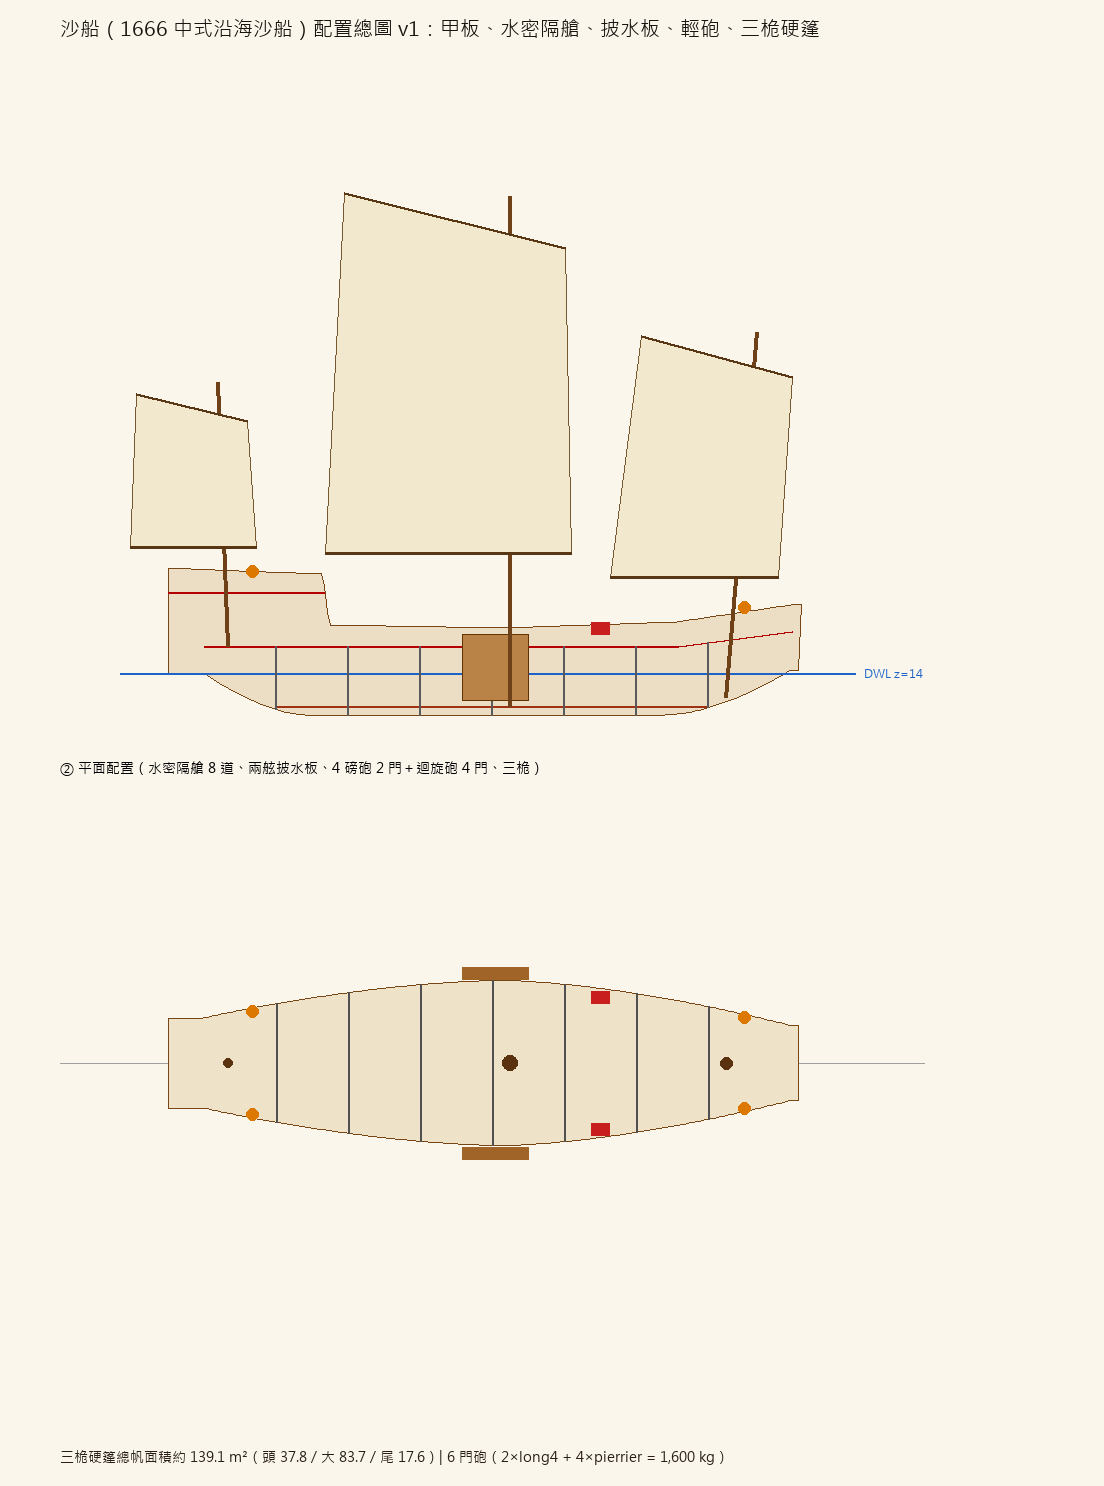 沙船 ( 1666 中式沿海沙船 ) 配置總圖 v1 : 甲板、水密隔艙、披水板、輕砲、三桅硬篷
DWL z=14
② 平面配置 ( 水密隔艙 8 道、兩舷披水板、4 磅砲 2 門 + 迴旋砲 4 門、三桅 )
三桅硬篷總帆面積約 139.1 m² ( 頭 37.8 / 大 83.7 / 尾 17.6 ) | 6 門砲 ( 2×long4 + 4×pierrier = 1,600 kg )